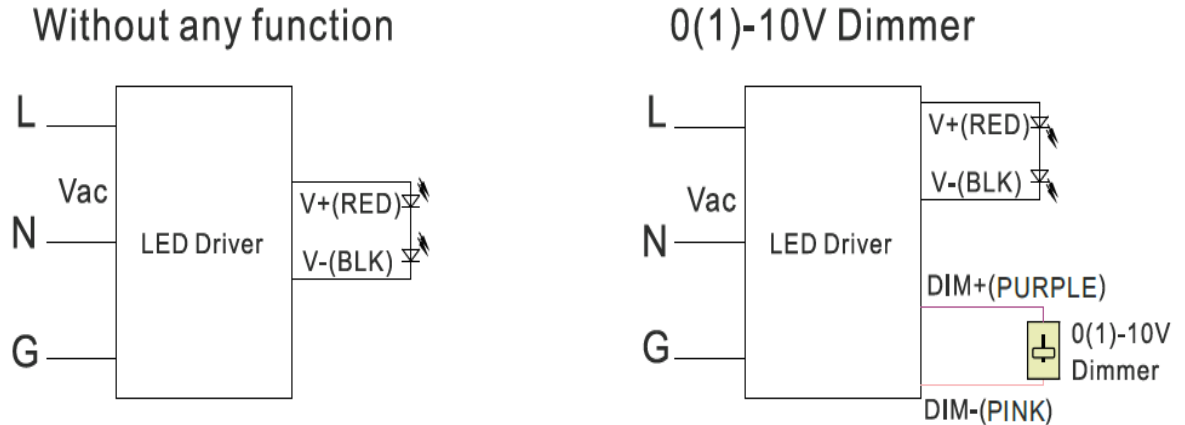 Without any function
L
Vac
N
G
LED Driver
V+(RED)
V-(BLK)
0(1)-10V Dimmer
L
Vac
N
G
LED Driver
V+(RED)
V-(BLK)
DIM+(PURPLE)
0(1)-10V
Dimmer
DIM-(PINK)